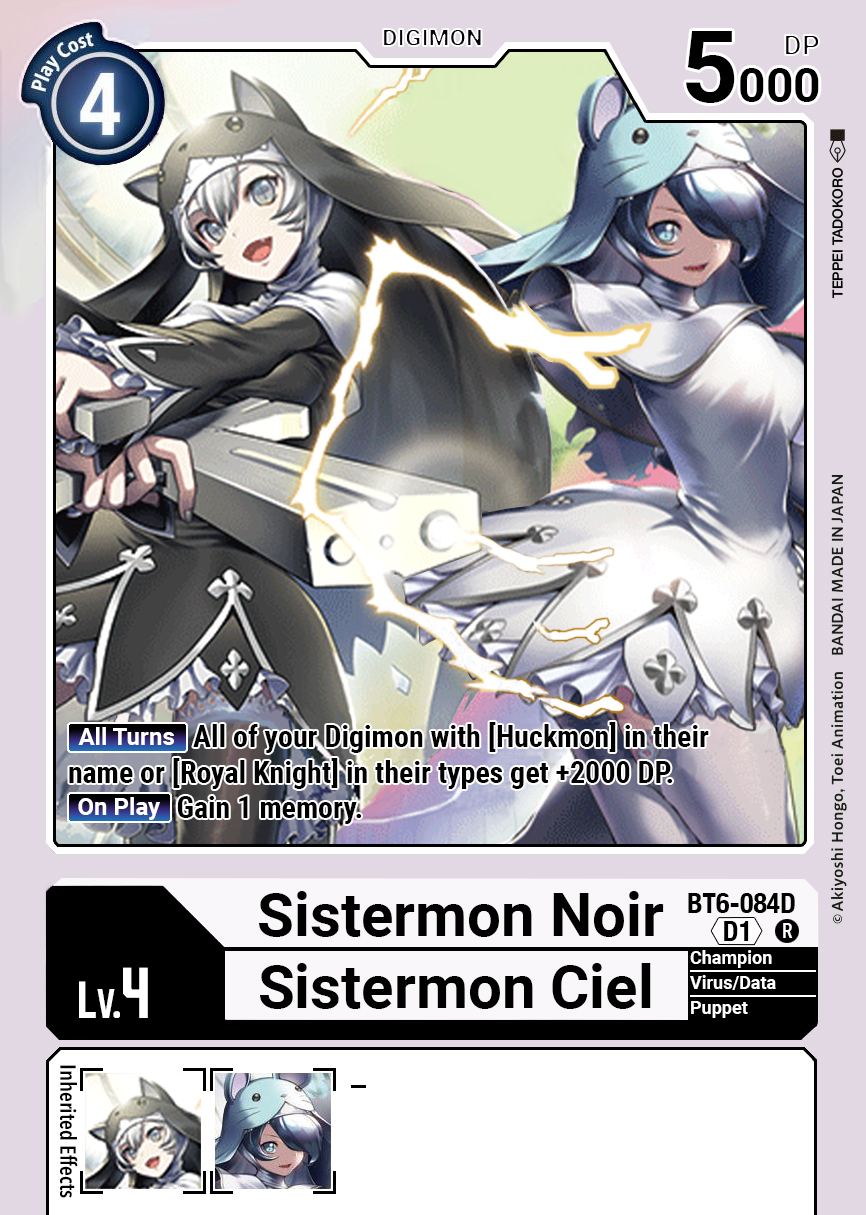 Play Cost
4
DIGIMON
DP
5000
TEPPEI TADOKORO
BANDAI MADE IN JAPAN
© Akiyoshi Hongo, Toei Animation
All Turns All of your Digimon with [Huckmon] in their
name or [Royal Knight] in their types get +2000 DP.
On Play Gain 1 memory.
Sistermon Noir
BT6-084D
D1 R
Lv.4
Sistermon Ciel
Champion
Virus/Data
Puppet
Inherited Effects
–